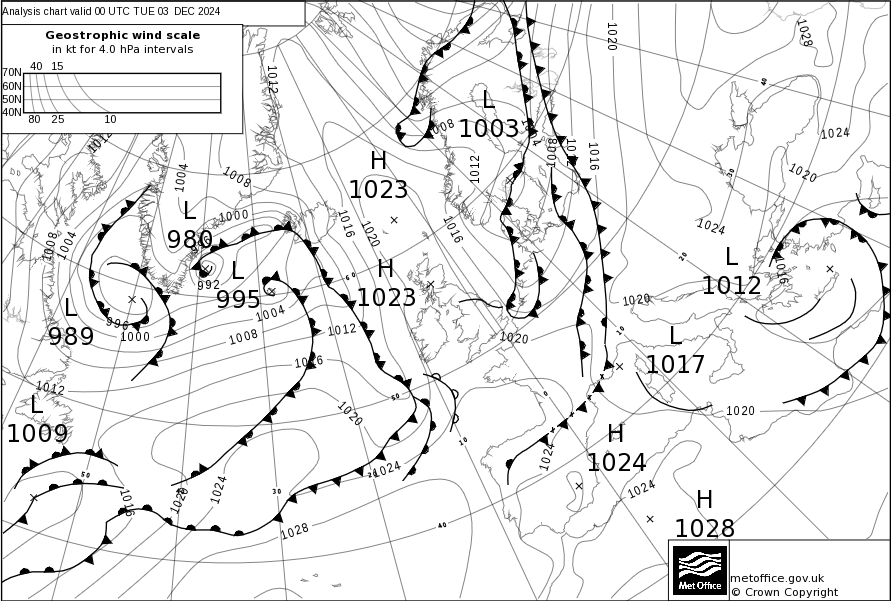 Analysis chart valid 00 UTC TUE 03 DEC 2024
Geostrophic wind scale
in kt for 4.0 hPa intervals
40 15
70N
60N
50N
40N
80 25 10
1012
1012
1020
1028
40
L
1003
1008
1012
1008
1016
1024
H
1023
1004
1008
1012
1020
30
L
980
1000
1016
1020
1016
1024
1008
1004
H
1023
L
995
992
60
20
L
1012
1016
L
989
996
1000
1004
1008
1012
1020
1020
10
L
1017
1016
1012
L
1009
1020
50
0
1020
H
1024
10
1024
50
1016
1020
1024
30
20
1024
1024
H
1028
1028
40
Met Office
metoffice.gov.uk
© Crown Copyright